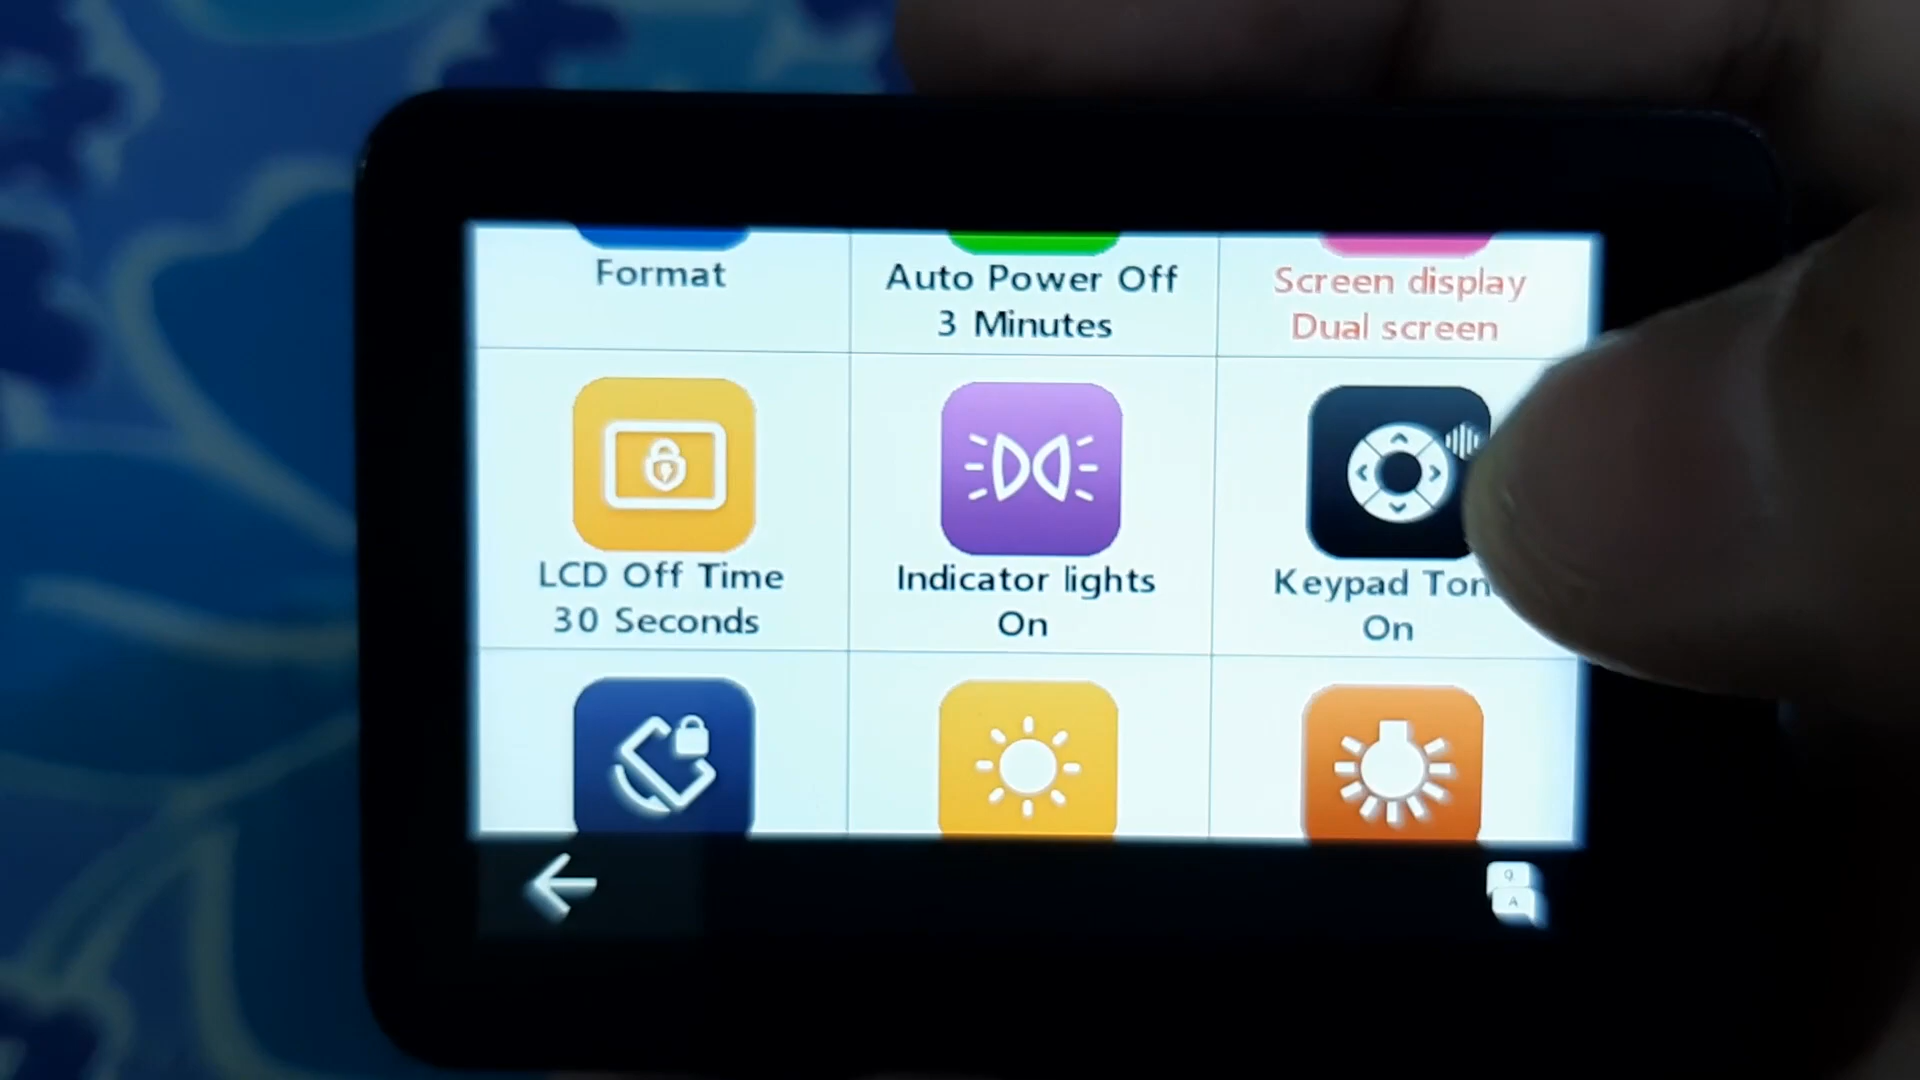 Format
Auto Power Off
3 Minutes
Screen display
Dual screen
LCD Off Time
30 Seconds
Indicator lights
On
Keypad Ton
On
Q
A